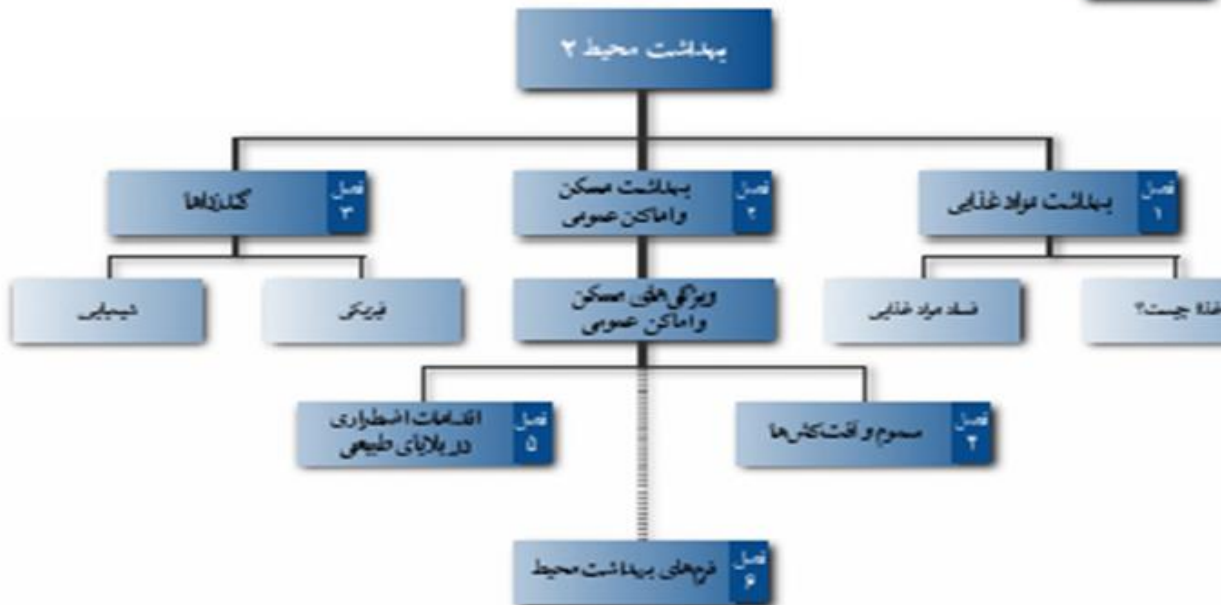 بهداشت محیط ۲
فصل
۱
بهداشت مواد غذایی
فصل
۲
بهداشت مسکن
و اماکن عمومی
فصل
۳
گندزداها
غذا چیست؟
فساد مواد غذایی
ویژگی‌های مسکن
و اماکن عمومی
فیزیکی
شیمیایی
فصل
۴
سموم و آفت‌کش‌ها
فصل
۵
اقدامات اضطراری
در بلایای طبیعی
فصل
۶
فرم‌های بهداشت محیط